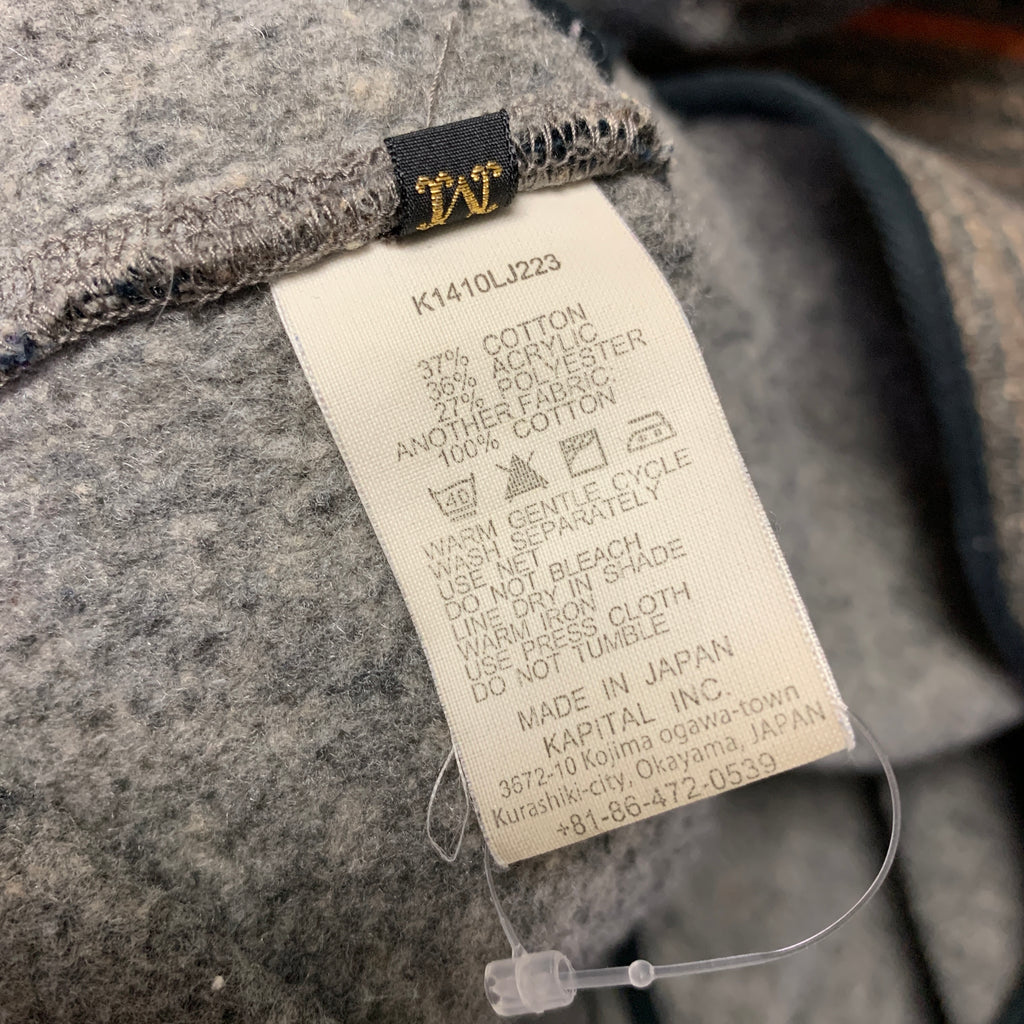 M
K1410LJ223
37% COTTON
36% ACRYLIC
27% POLYESTER
ANOTHER FABRIC
100% COTTON
40
WARM GENTLE CYCLE
WASH SEPARATELY
USE NET
DO NOT BLEACH
LINE DRY IN SHADE
WARM IRON
USE PRESS CLOTH
DO NOT TUMBLE
MADE IN JAPAN
KAPITAL INC.
3672-10 Kojima ogawa-town
Kurashiki-city, Okayama, JAPAN
+81-86-472-0539